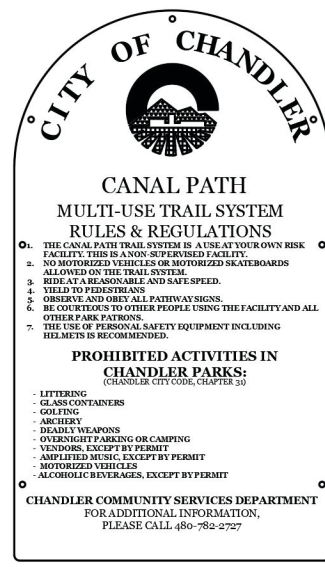 CITY OF CHANDLER
CANAL PATH
MULTI-USE TRAIL SYSTEM
RULES & REGULATIONS
1. THE CANAL PATH TRAIL SYSTEM IS A USE AT YOUR OWN RISK
FACILITY. THIS IS A NON-SUPERVISED FACILITY.
2. NO MOTORIZED VEHICLES OR MOTORIZED SKATEBOARDS
ALLOWED ON THE TRAIL SYSTEM.
3. RIDE AT A REASONABLE AND SAFE SPEED.
4. YIELD TO PEDESTRIANS
5. OBSERVE AND OBEY ALL PATHWAY SIGNS.
6. BE COURTEOUS TO OTHER PEOPLE USING THE FACILITY AND ALL
OTHER PARK PATRONS.
7. THE USE OF PERSONAL SAFETY EQUIPMENT INCLUDING
HELMETS IS RECOMMENDED.
PROHIBITED ACTIVITIES IN
CHANDLER PARKS:
(CHANDLER CITY CODE, CHAPTER 31)
- LITTERING
- GLASS CONTAINERS
- GOLFING
- ARCHERY
- DEADLY WEAPONS
- OVERNIGHT PARKING OR CAMPING
- VENDORS, EXCEPT BY PERMIT
- AMPLIFIED MUSIC, EXCEPT BY PERMIT
- MOTORIZED VEHICLES
- ALCOHOLIC BEVERAGES, EXCEPT BY PERMIT
CHANDLER COMMUNITY SERVICES DEPARTMENT
FOR ADDITIONAL INFORMATION,
PLEASE CALL 480-782-2727